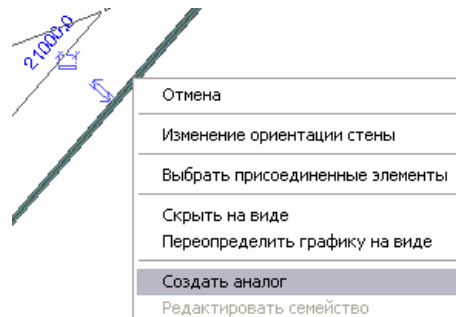 21000,0
Отмена
Изменение ориентации стены
Выбрать присоединенные элементы
Скрыть на виде
Переопределить графику на виде
Создать аналог
Редактировать семейство